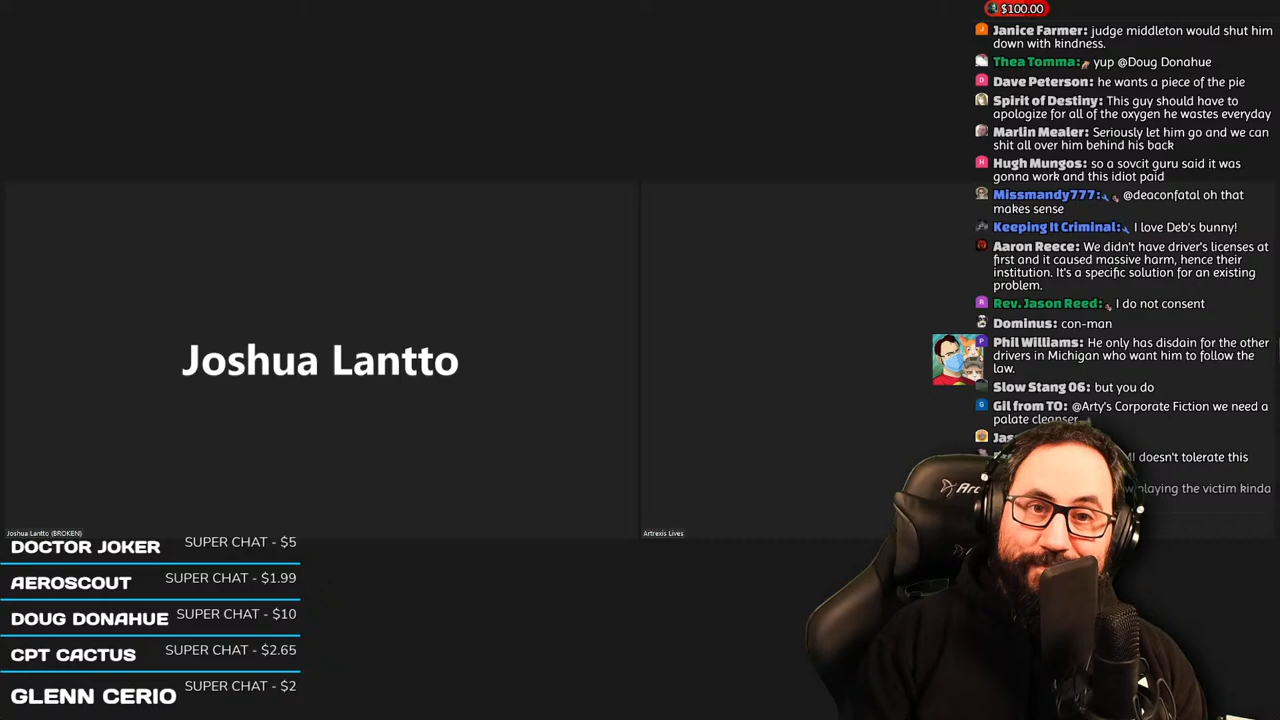 $100.00
Janice Farmer: judge middleton would shut him
down with kindness.
Thea Tomma: yup @Doug Donahue
Dave Peterson: he wants a piece of the pie
Spirit of Destiny: This guy should have to
apologize for all of the oxygen he wastes everyday
Marlin Mealer: Seriously let him go and we can
shit all over him behind his back
Hugh Mungos: so a sovcit guru said it was
gonna work and this idiot paid
Missmandy777: @deaconfatal oh that
makes sense
Keeping It Criminal: I love Deb's bunny!
Aaron Reece: We didn't have driver's licenses at
first and it caused massive harm, hence their
institution. It's a specific solution for an existing
problem.
Rev. Jason Reed: I do not consent
Dominus: con-man
Phil Williams: He only has disdain for the other
drivers in Michigan who want him to follow the
law.
Slow Stang 06: but you do
Gil from TO: @Arty's Corporate Fiction we need a
palate cleanser
MI doesn't tolerate this
playing the victim kinda
Joshua Lantto
Joshua Lantto (BROKEN)
Artrexis Lives
DOCTOR JOKER SUPER CHAT - $5
AEROSCOUT SUPER CHAT - $1.99
DOUG DONAHUE SUPER CHAT - $10
CPT CACTUS SUPER CHAT - $2.65
GLENN CERIO SUPER CHAT - $2